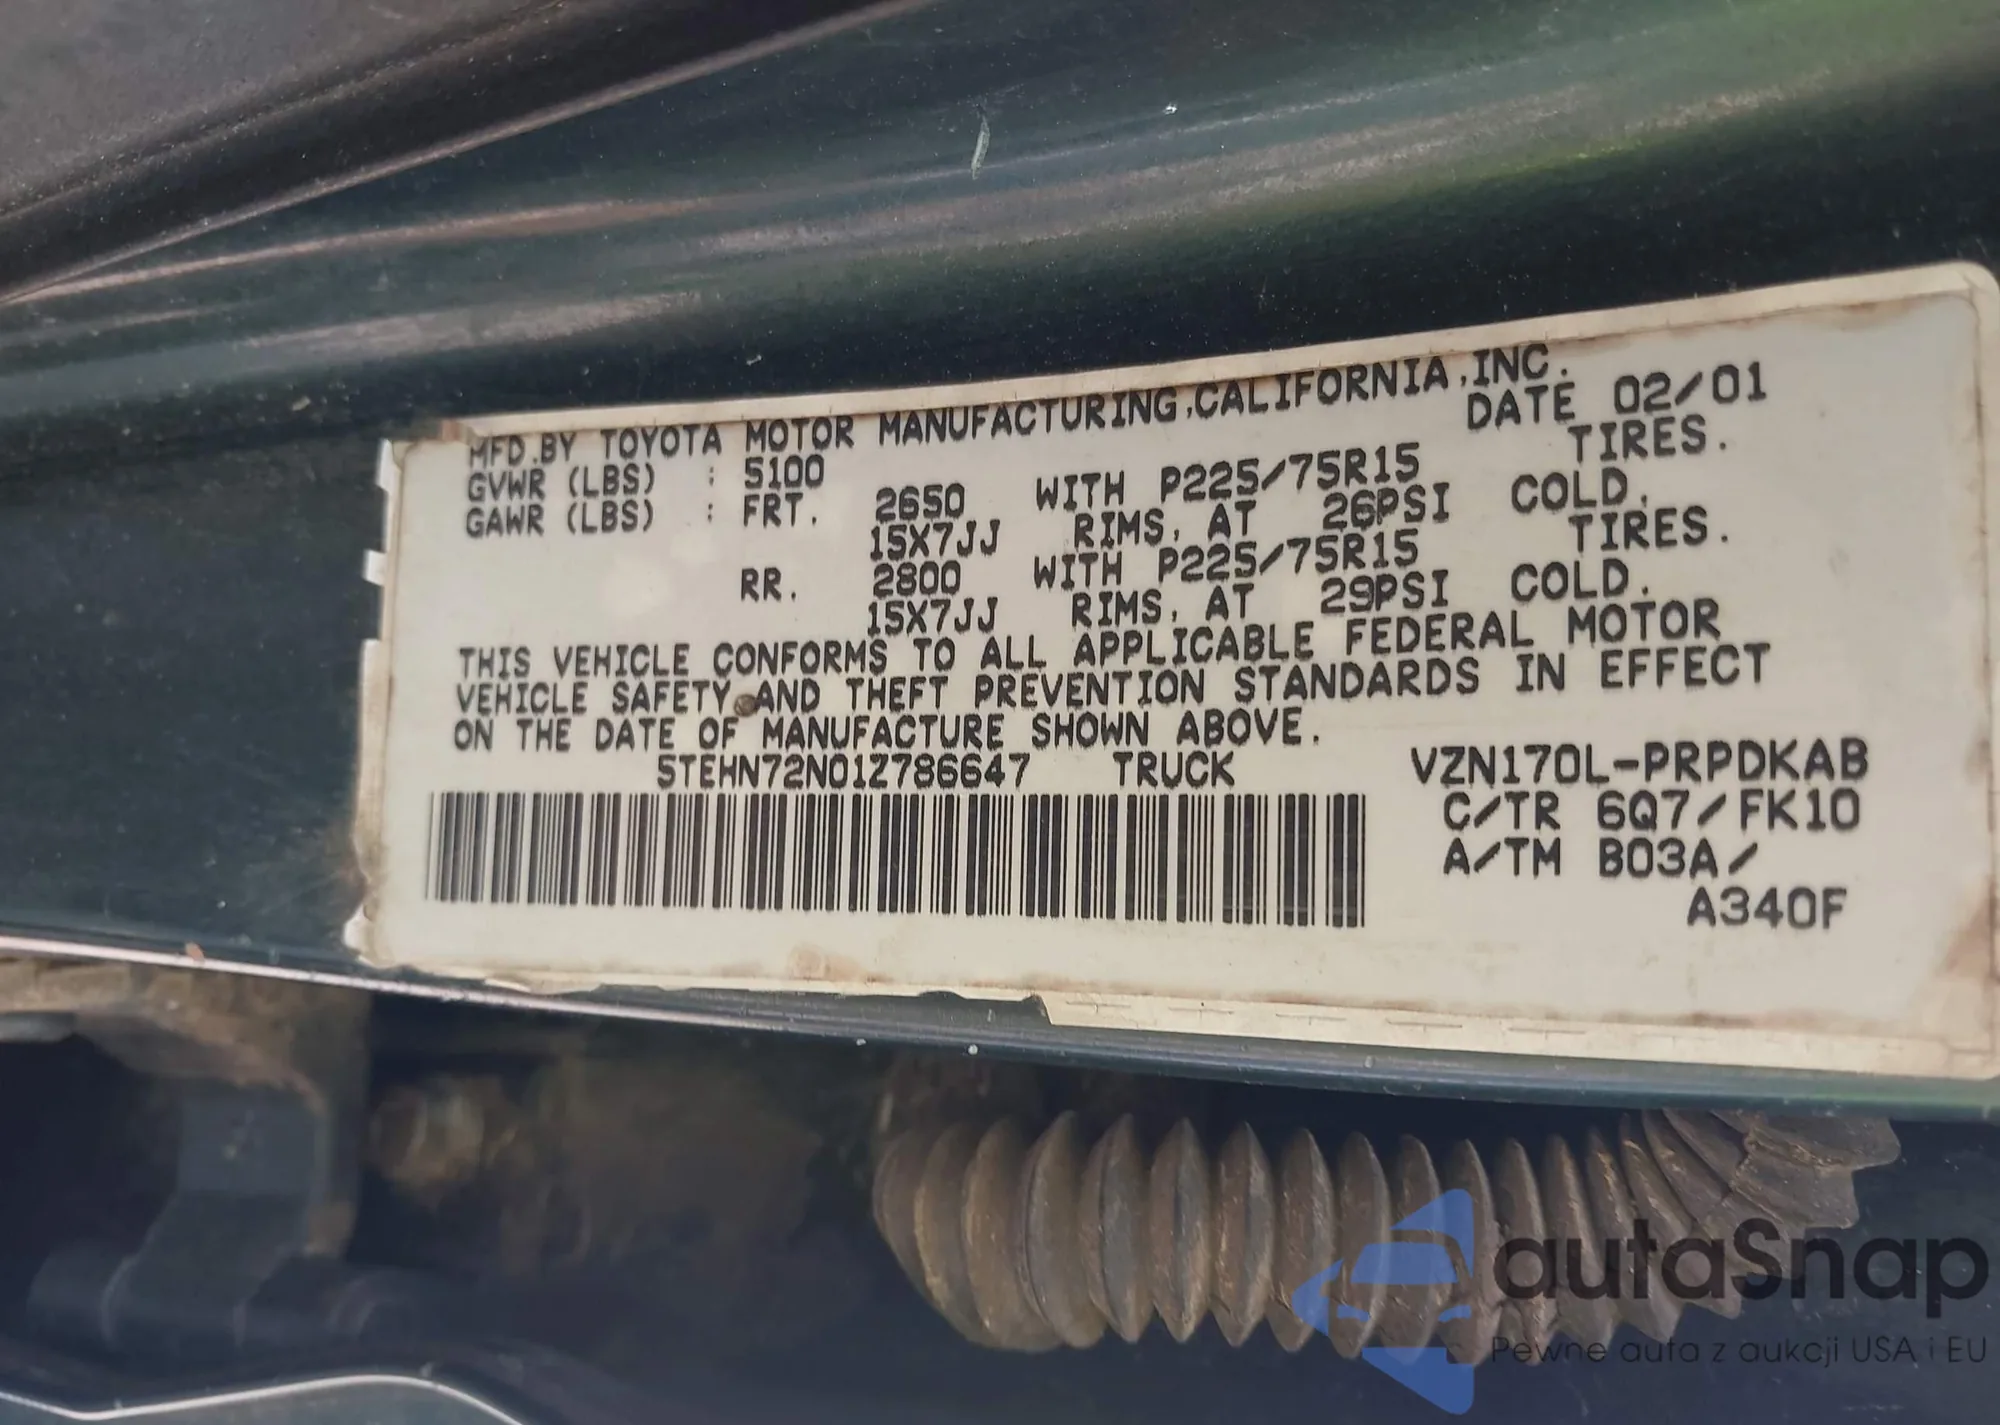 MFD.BY TOYOTA MOTOR MANUFACTURING,CALIFORNIA,INC.
DATE 02/01
GVWR (LBS) : 5100
GAWR (LBS) : FRT. 2650 WITH P225/75R15 TIRES.
15X7JJ RIMS, AT 26PSI COLD.
RR. 2800 WITH P225/75R15 TIRES.
15X7JJ RIMS, AT 29PSI COLD.
THIS VEHICLE CONFORMS TO ALL APPLICABLE FEDERAL MOTOR
VEHICLE SAFETY AND THEFT PREVENTION STANDARDS IN EFFECT
ON THE DATE OF MANUFACTURE SHOWN ABOVE.
5TEHN72N01Z786647 TRUCK VZN170L-PRPDKAB
C/TR 6Q7/FK10
A/TM B03A/
A340F
autaSnap
Pewne auta z aukcji USA i EU